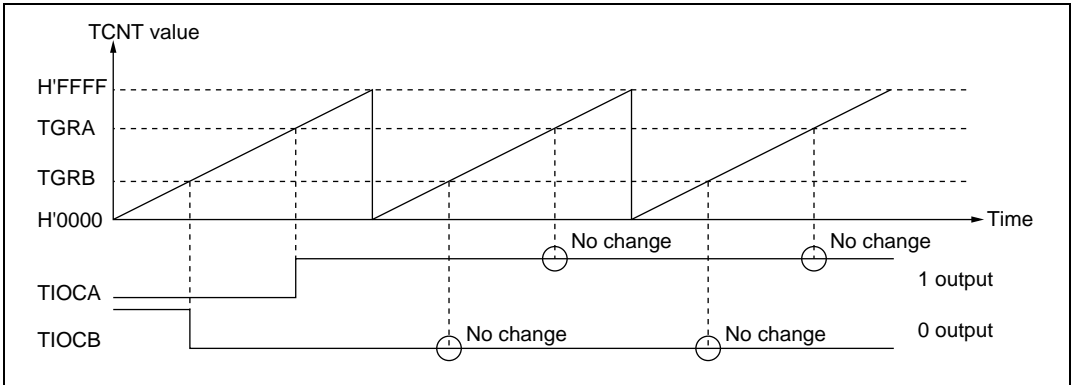 TCNT value
H'FFFF
TGRA
TGRB
H'0000
Time
No change
No change
1 output
TIOCA
No change
No change
0 output
TIOCB